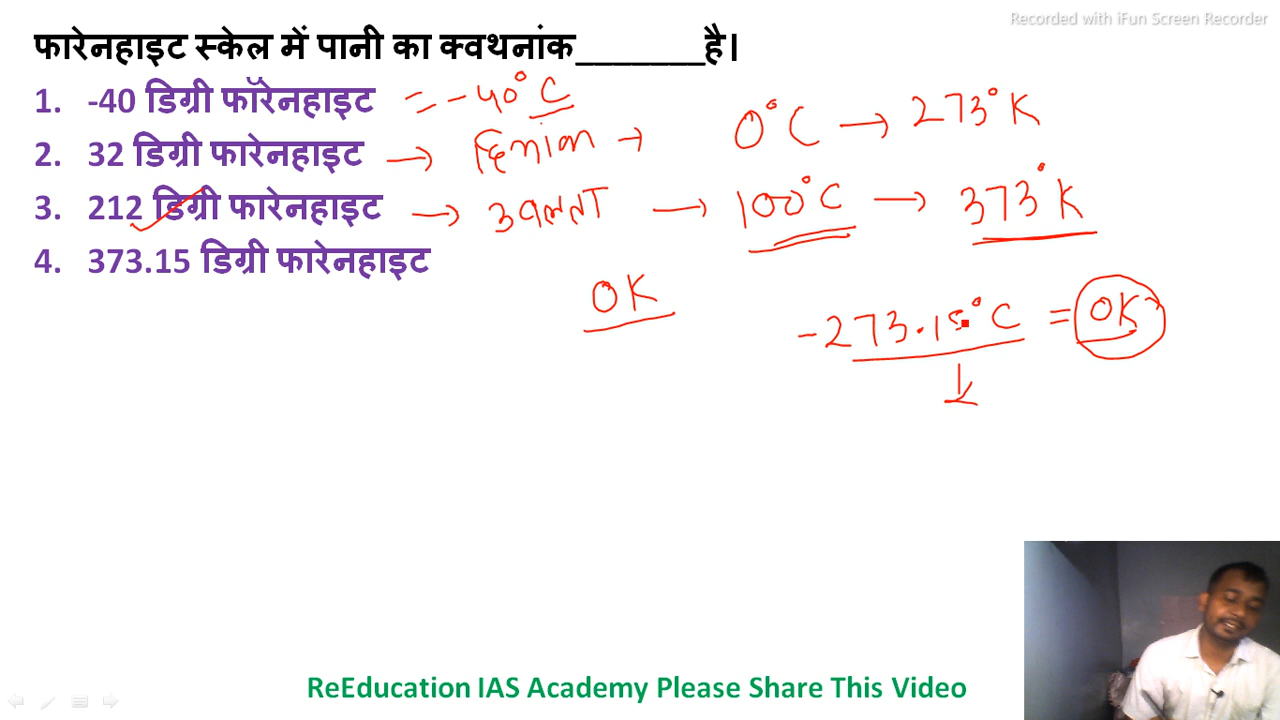 Recorded with iFun Screen Recorder
फारेनहाइट स्केल में पानी का क्वथनांक_______है।
1. -40 डिग्री फॉरेनहाइट = -40° C
2. 32 डिग्री फारेनहाइट → हिमांक → 0°C → 273°K
3. 212 डिग्री फारेनहाइट → उबलता → 100°C → 373°K
4. 373.15 डिग्री फारेनहाइट
0K
-273.15°C = 0K
ReEducation IAS Academy Please Share This Video